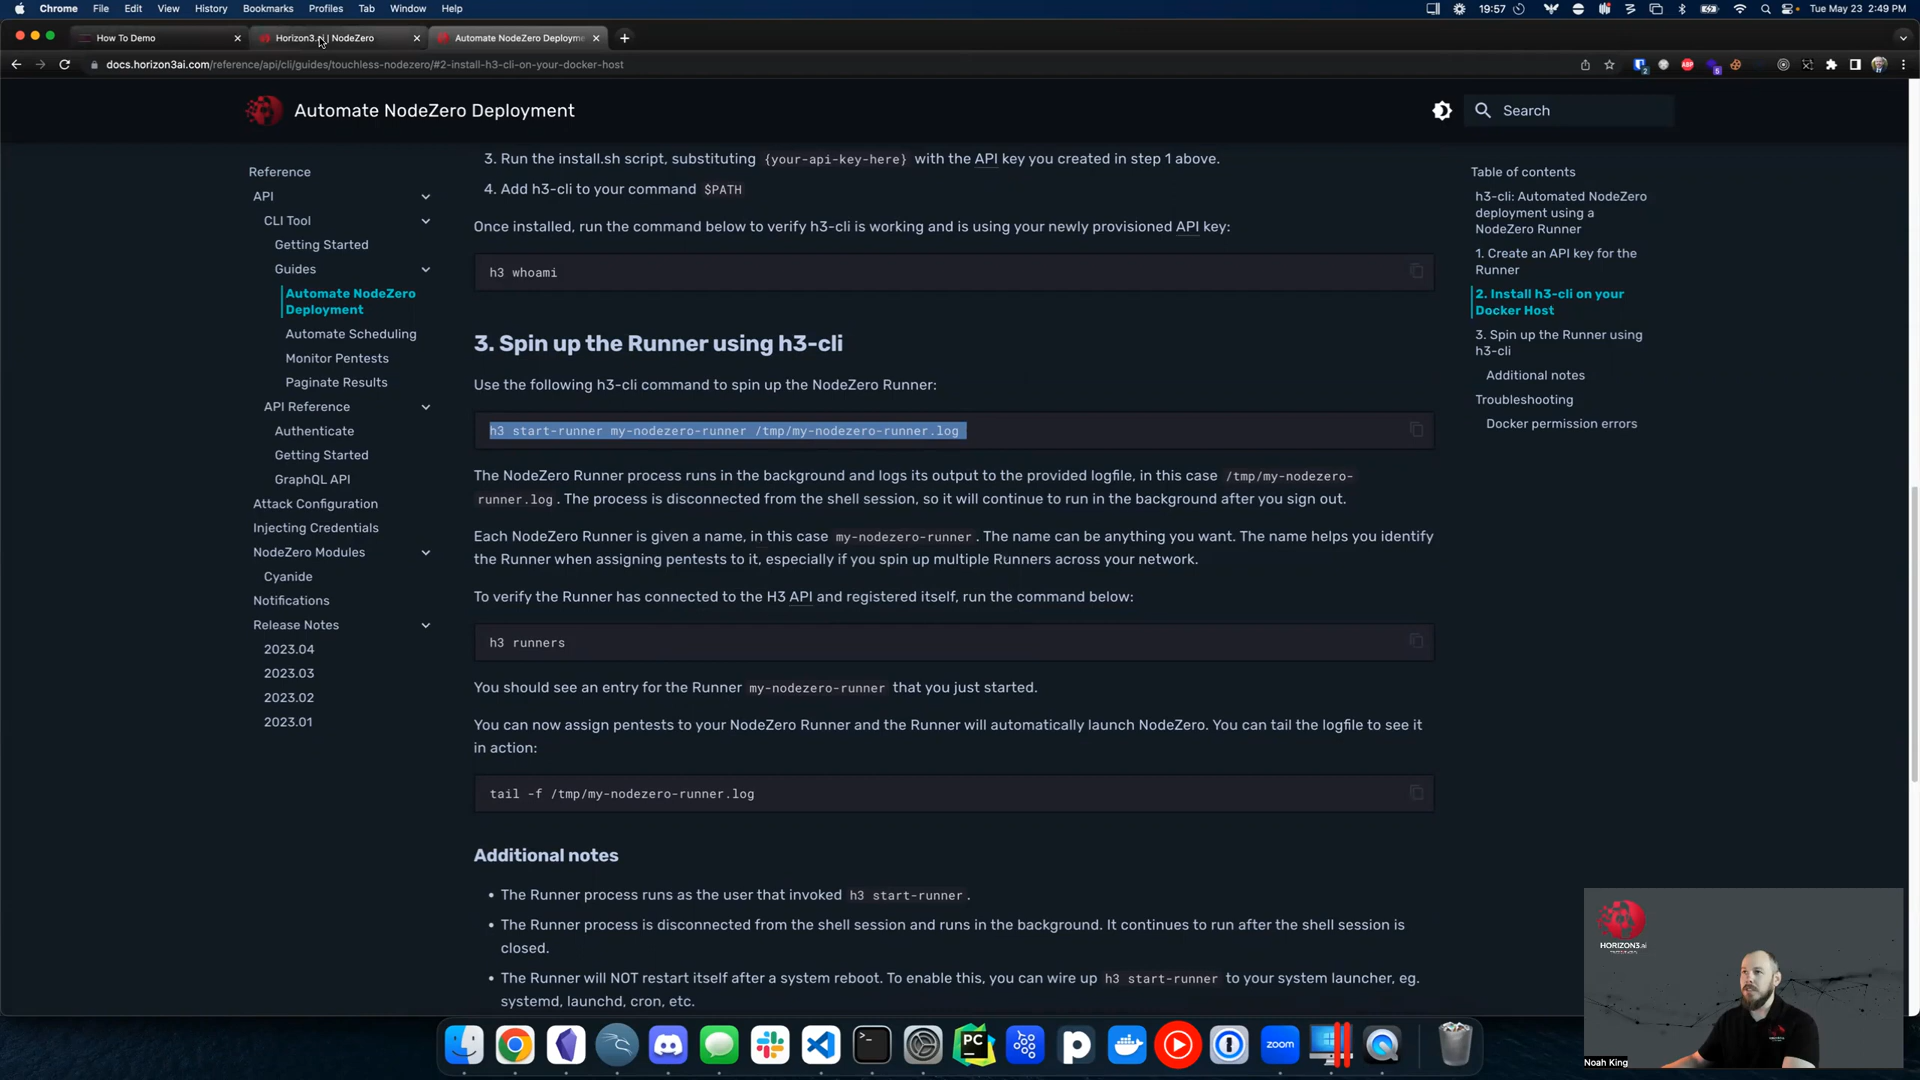 Chrome File Edit View History Bookmarks Profiles Tab Window Help
19:57 Tue May 23 2:49 PM
How To Demo
Horizon3.ai | NodeZero
Automate NodeZero Deployme
docs.horizon3ai.com/reference/api/cli/guides/touchless-nodezero/#2-install-h3-cli-on-your-docker-host
Automate NodeZero Deployment
Search
Reference
API
CLI Tool
Getting Started
Guides
Automate NodeZero
Deployment
Automate Scheduling
Monitor Pentests
Paginate Results
API Reference
Authenticate
Getting Started
GraphQL API
Attack Configuration
Injecting Credentials
NodeZero Modules
Cyanide
Notifications
Release Notes
2023.04
2023.03
2023.02
2023.01
3. Run the install.sh script, substituting {your-api-key-here} with the API key you created in step 1 above.
4. Add h3-cli to your command $PATH
Once installed, run the command below to verify h3-cli is working and is using your newly provisioned API key:
h3 whoami
3. Spin up the Runner using h3-cli
Use the following h3-cli command to spin up the NodeZero Runner:
h3 start-runner my-nodezero-runner /tmp/my-nodezero-runner.log
The NodeZero Runner process runs in the background and logs its output to the provided logfile, in this case /tmp/my-nodezero-
runner.log. The process is disconnected from the shell session, so it will continue to run in the background after you sign out.
Each NodeZero Runner is given a name, in this case my-nodezero-runner. The name can be anything you want. The name helps you identify
the Runner when assigning pentests to it, especially if you spin up multiple Runners across your network.
To verify the Runner has connected to the H3 API and registered itself, run the command below:
h3 runners
You should see an entry for the Runner my-nodezero-runner that you just started.
You can now assign pentests to your NodeZero Runner and the Runner will automatically launch NodeZero. You can tail the logfile to see it
in action:
tail -f /tmp/my-nodezero-runner.log
Additional notes
• The Runner process runs as the user that invoked h3 start-runner.
• The Runner process is disconnected from the shell session and runs in the background. It continues to run after the shell session is
closed.
• The Runner will NOT restart itself after a system reboot. To enable this, you can wire up h3 start-runner to your system launcher, eg.
systemd, launchd, cron, etc.
Table of contents
h3-cli: Automated NodeZero
deployment using a
NodeZero Runner
1. Create an API key for the
Runner
2. Install h3-cli on your
Docker Host
3. Spin up the Runner using
h3-cli
Additional notes
Troubleshooting
Docker permission errors
HORIZON3.ai
Noah King
PC
zoom